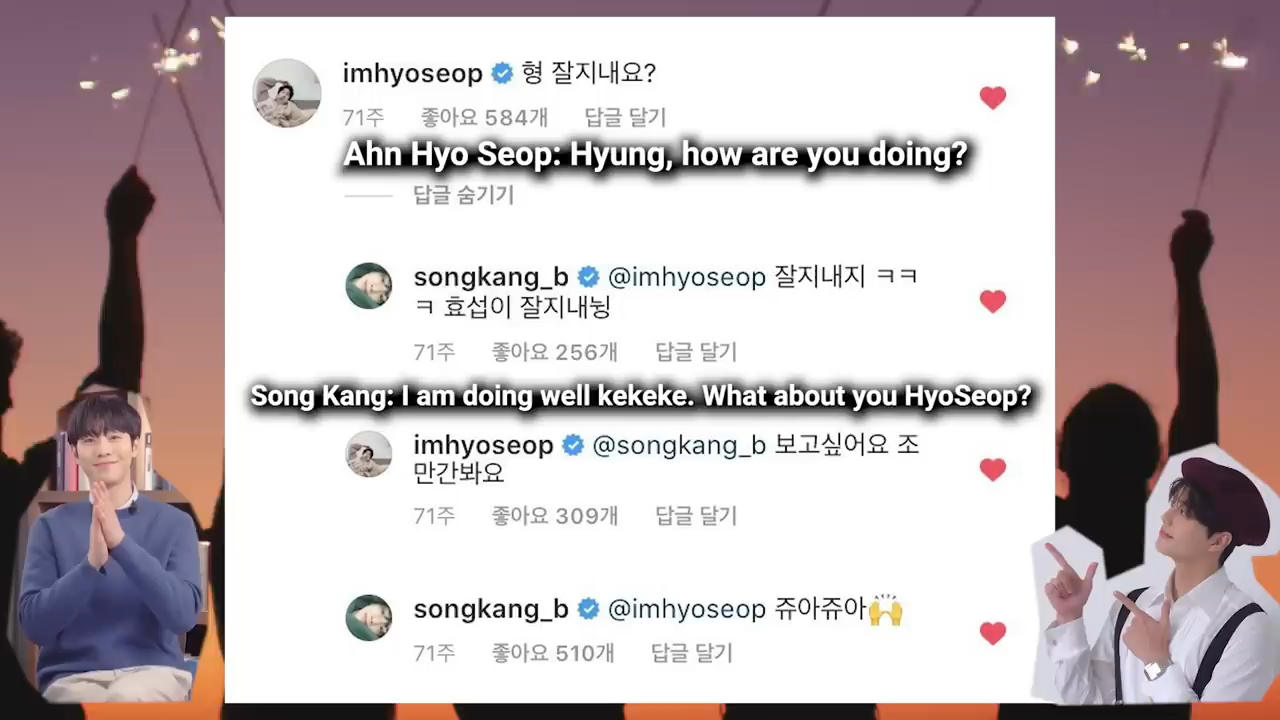 imhyoseop 형 잘지내요?
71주 좋아요 584개 답글 달기
Ahn Hyo Seop: Hyung, how are you doing?
답글 숨기기
songkang_b @imhyoseop 잘지내지 ㅋㅋ
ㅋ 효섭이 잘지내닁
71주 좋아요 256개 답글 달기
Song Kang: I am doing well kekeke. What about you HyoSeop?
imhyoseop @songkang_b 보고싶어요 조
만간봐요
71주 좋아요 309개 답글 달기
songkang_b @imhyoseop 쥬아쥬아🙌
71주 좋아요 510개 답글 달기